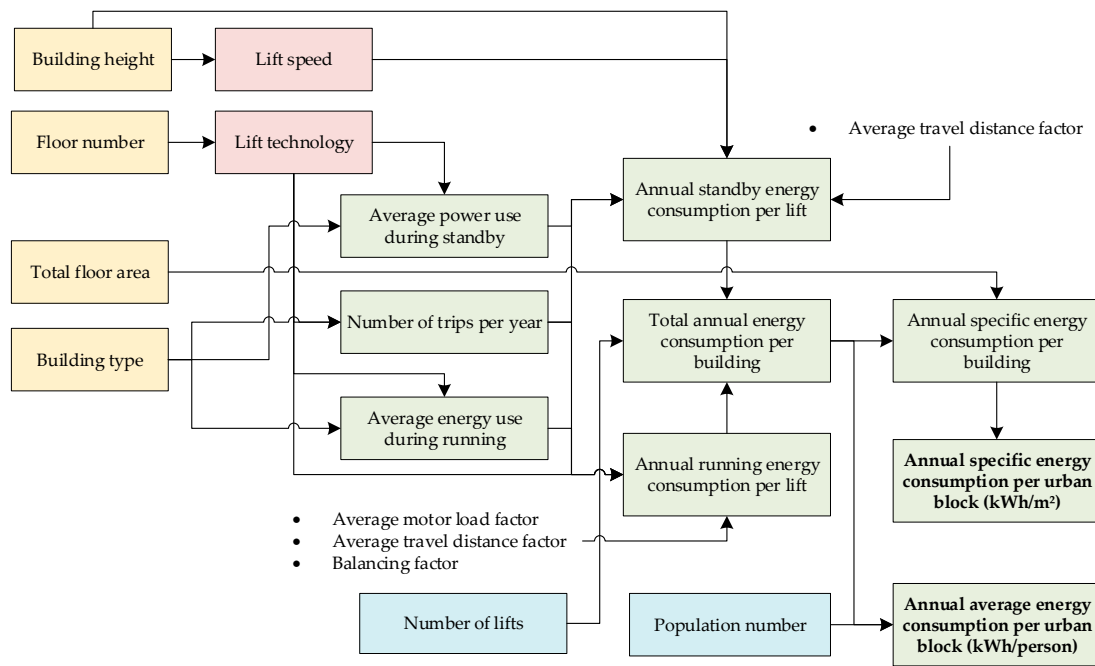 Building height
Lift speed
Floor number
Lift technology
• Average travel distance factor
Annual standby energy
consumption per lift
Average power use
during standby
Total floor area
Number of trips per year
Total annual energy
consumption per
building
Annual specific energy
consumption per
building
Building type
Average energy use
during running
Annual running energy
consumption per lift
Annual specific energy
consumption per urban
block (kWh/m²)
• Average motor load factor
• Average travel distance factor
• Balancing factor
Number of lifts
Population number
Annual average energy
consumption per urban
block (kWh/person)